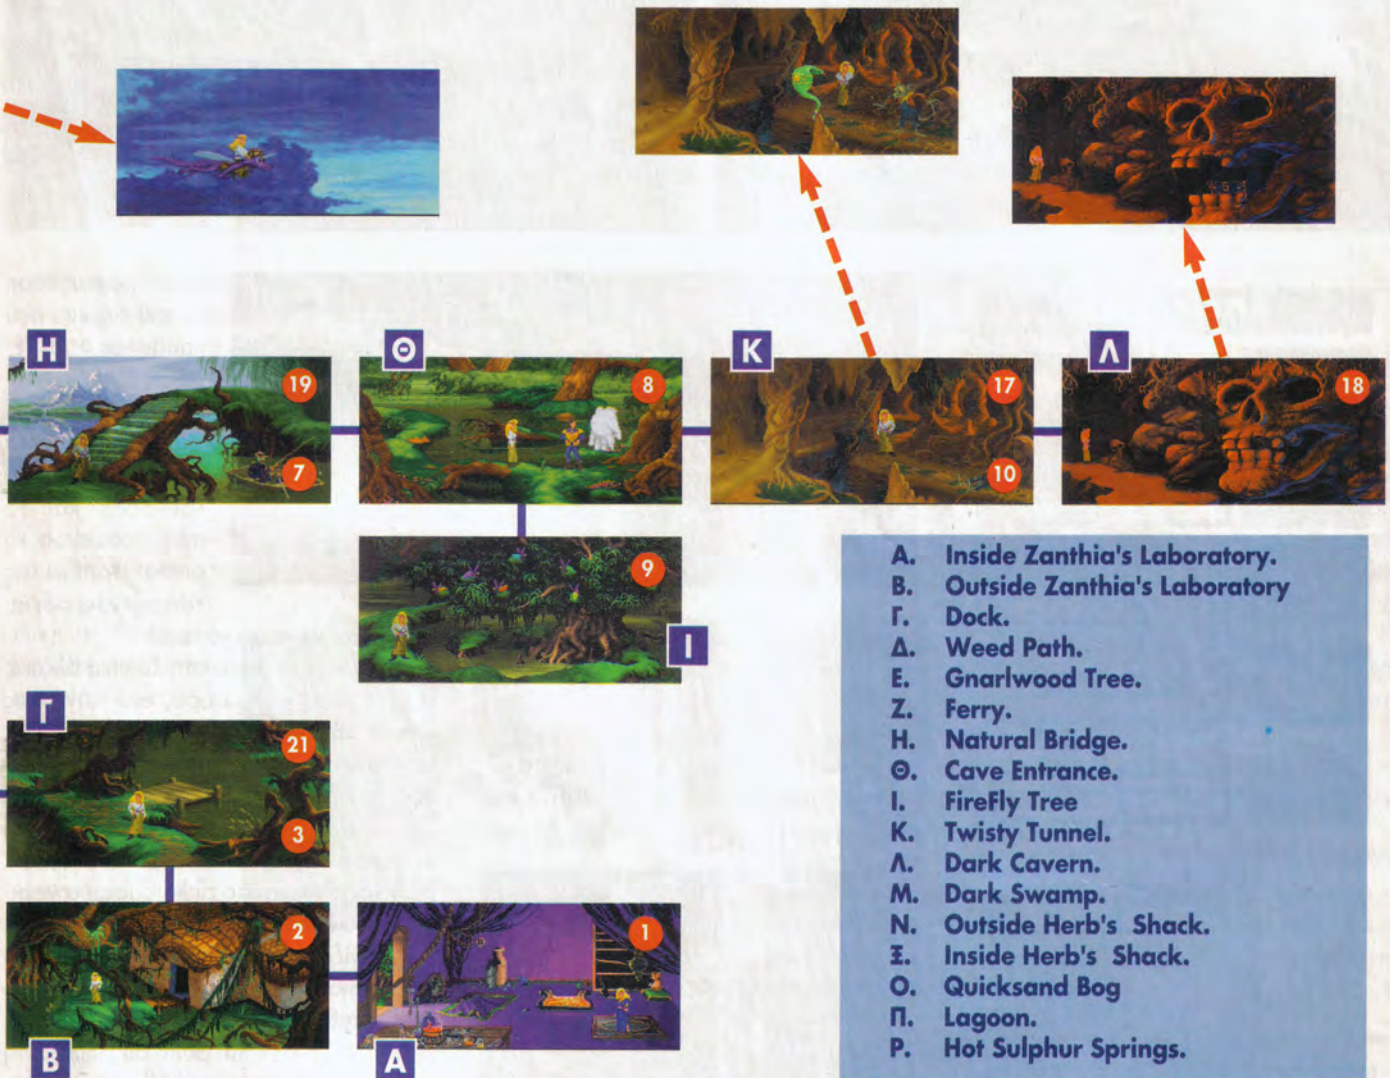 H
19
7
Θ
8
K
17
10
Λ
18
9
I
Γ
21
3
2
B
1
A
A. Inside Zanthia's Laboratory.
B. Outside Zanthia's Laboratory
Γ. Dock.
Δ. Weed Path.
E. Gnarlwood Tree.
Z. Ferry.
H. Natural Bridge.
Θ. Cave Entrance.
I. FireFly Tree
K. Twisty Tunnel.
Λ. Dark Cavern.
M. Dark Swamp.
N. Outside Herb's Shack.
Ξ. Inside Herb's Shack.
O. Quicksand Bog
Π. Lagoon.
P. Hot Sulphur Springs.